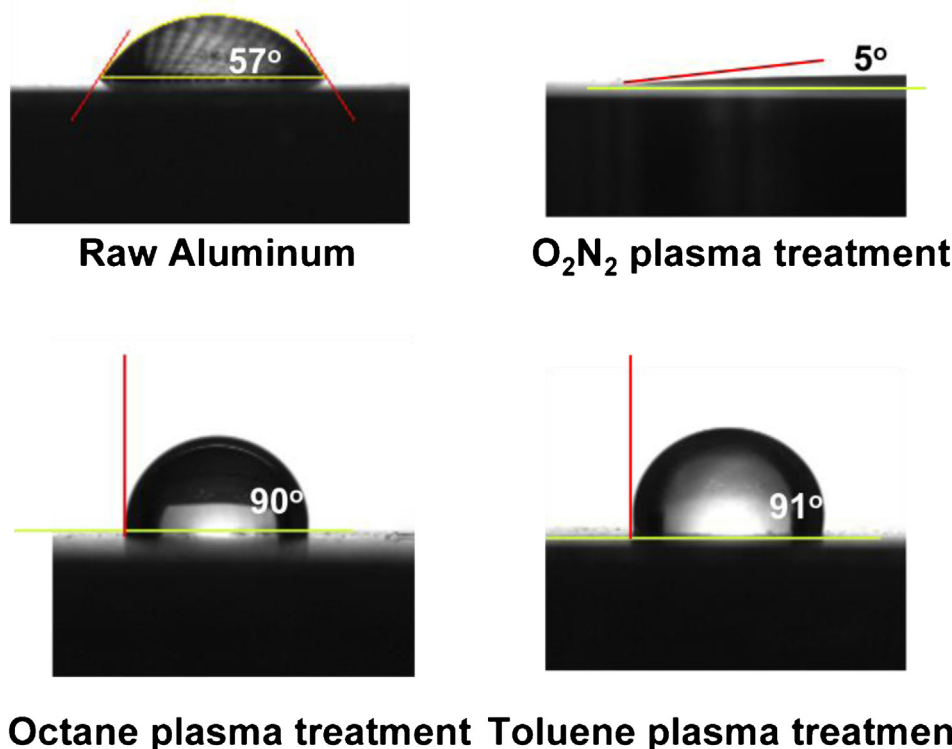 57°
5°
Raw Aluminum
O₂N₂ plasma treatment
90°
91°
Octane plasma treatment
Toluene plasma treatmen